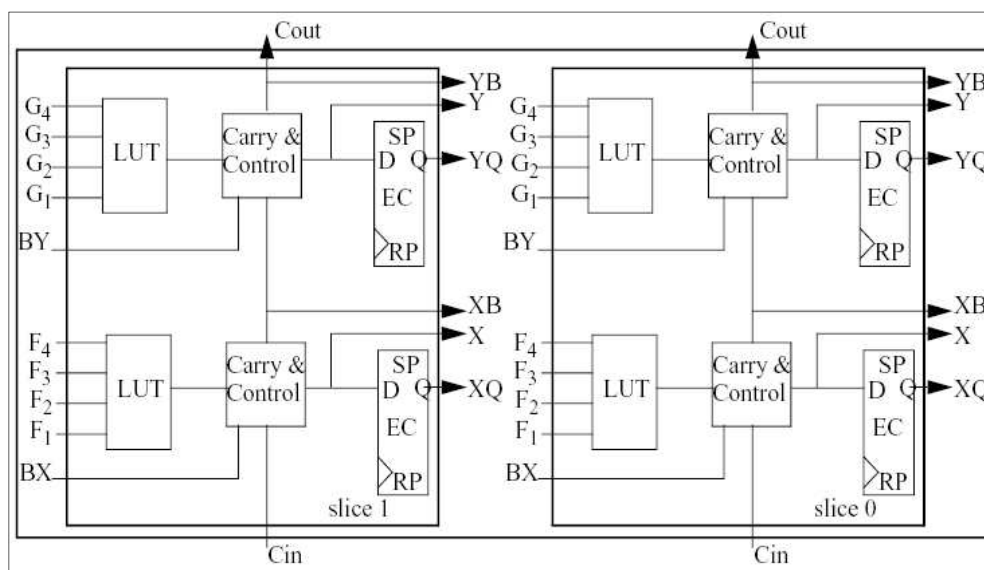 Cout
YB
Y
G4
G3
G2
G1
LUT
Carry &
Control
SP
D Q
EC
RP
YQ
BY
XB
X
F4
F3
F2
F1
LUT
Carry &
Control
SP
D Q
EC
RP
XQ
BX
slice 1
Cin
Cout
YB
Y
G4
G3
G2
G1
LUT
Carry &
Control
SP
D Q
EC
RP
YQ
BY
XB
X
F4
F3
F2
F1
LUT
Carry &
Control
SP
D Q
EC
RP
XQ
BX
slice 0
Cin